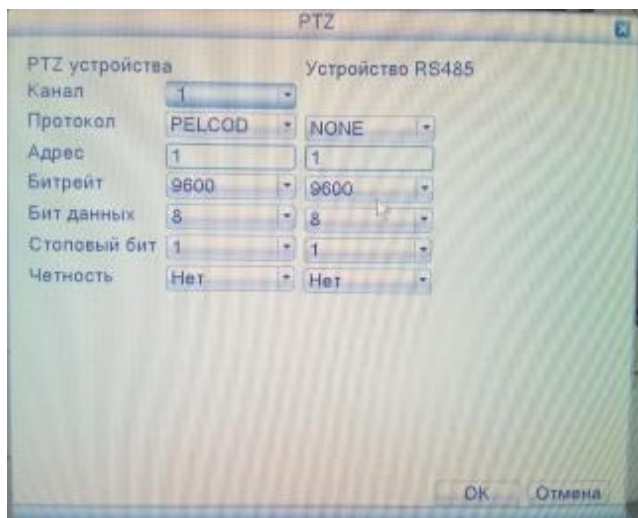 PTZ
PTZ устройства Устройство RS485
Канал 1
Протокол PELCOD NONE
Адрес 1 1
Битрейт 9600 9600
Бит данных 8 8
Стоповый бит 1 1
Четность Нет Нет
OK Отмена